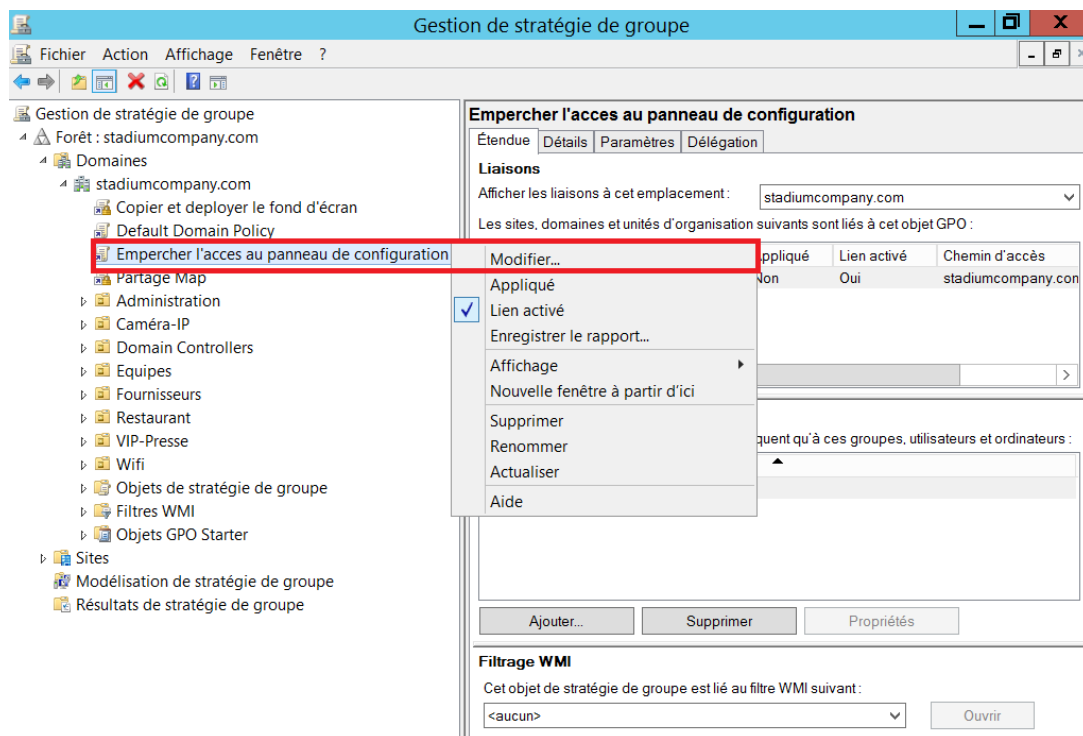 Gestion de stratégie de groupe
Fichier Action Affichage Fenêtre ?
Gestion de stratégie de groupe
Forêt : stadiumcompany.com
Domaines
stadiumcompany.com
Copier et deployer le fond d'écran
Default Domain Policy
Empercher l'acces au panneau de configuration
Partage Map
Administration
Caméra-IP
Domain Controllers
Equipes
Fournisseurs
Restaurant
VIP-Presse
Wifi
Objets de stratégie de groupe
Filtres WMI
Objets GPO Starter
Sites
Modélisation de stratégie de groupe
Résultats de stratégie de groupe
Modifier...
Appliqué
Lien activé
Enregistrer le rapport...
Affichage
Nouvelle fenêtre à partir d'ici
Supprimer
Renommer
Actualiser
Aide
Empercher l'acces au panneau de configuration
Étendue Détails Paramètres Délégation
Liaisons
Afficher les liaisons à cet emplacement : stadiumcompany.com
Les sites, domaines et unités d'organisation suivants sont liés à cet objet GPO :
Lien activé Chemin d'accès
Non Oui stadiumcompany.con
qu'à ces groupes, utilisateurs et ordinateurs :
Ajouter... Supprimer Propriétés
Filtrage WMI
Cet objet de stratégie de groupe est lié au filtre WMI suivant :
<aucun> Ouvrir